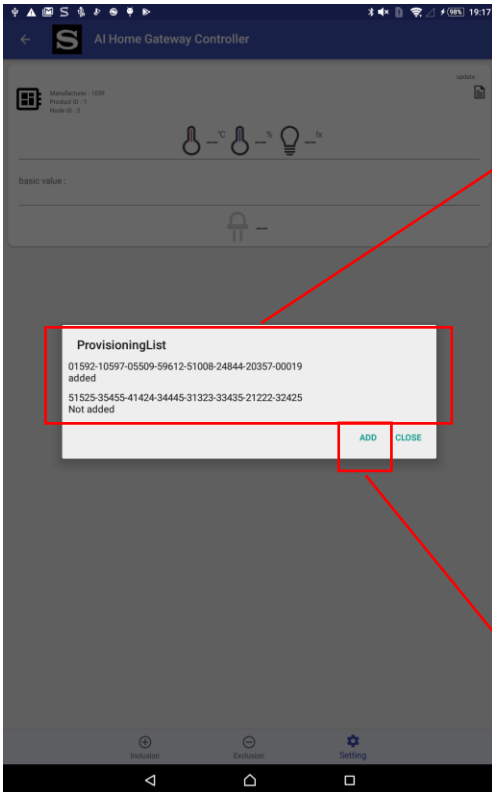 98% 19:17
S AI Home Gateway Controller
update :
Manufacturer : 1039
Product ID : 1
Node ID : 2
--℃ --% --lx
basic value :
--
ProvisioningList
01592-10597-05509-59612-51008-24844-20357-00019
added
51525-35455-41424-34445-31323-33435-21222-32425
Not added
ADD CLOSE
Inclusion Exclusion Setting